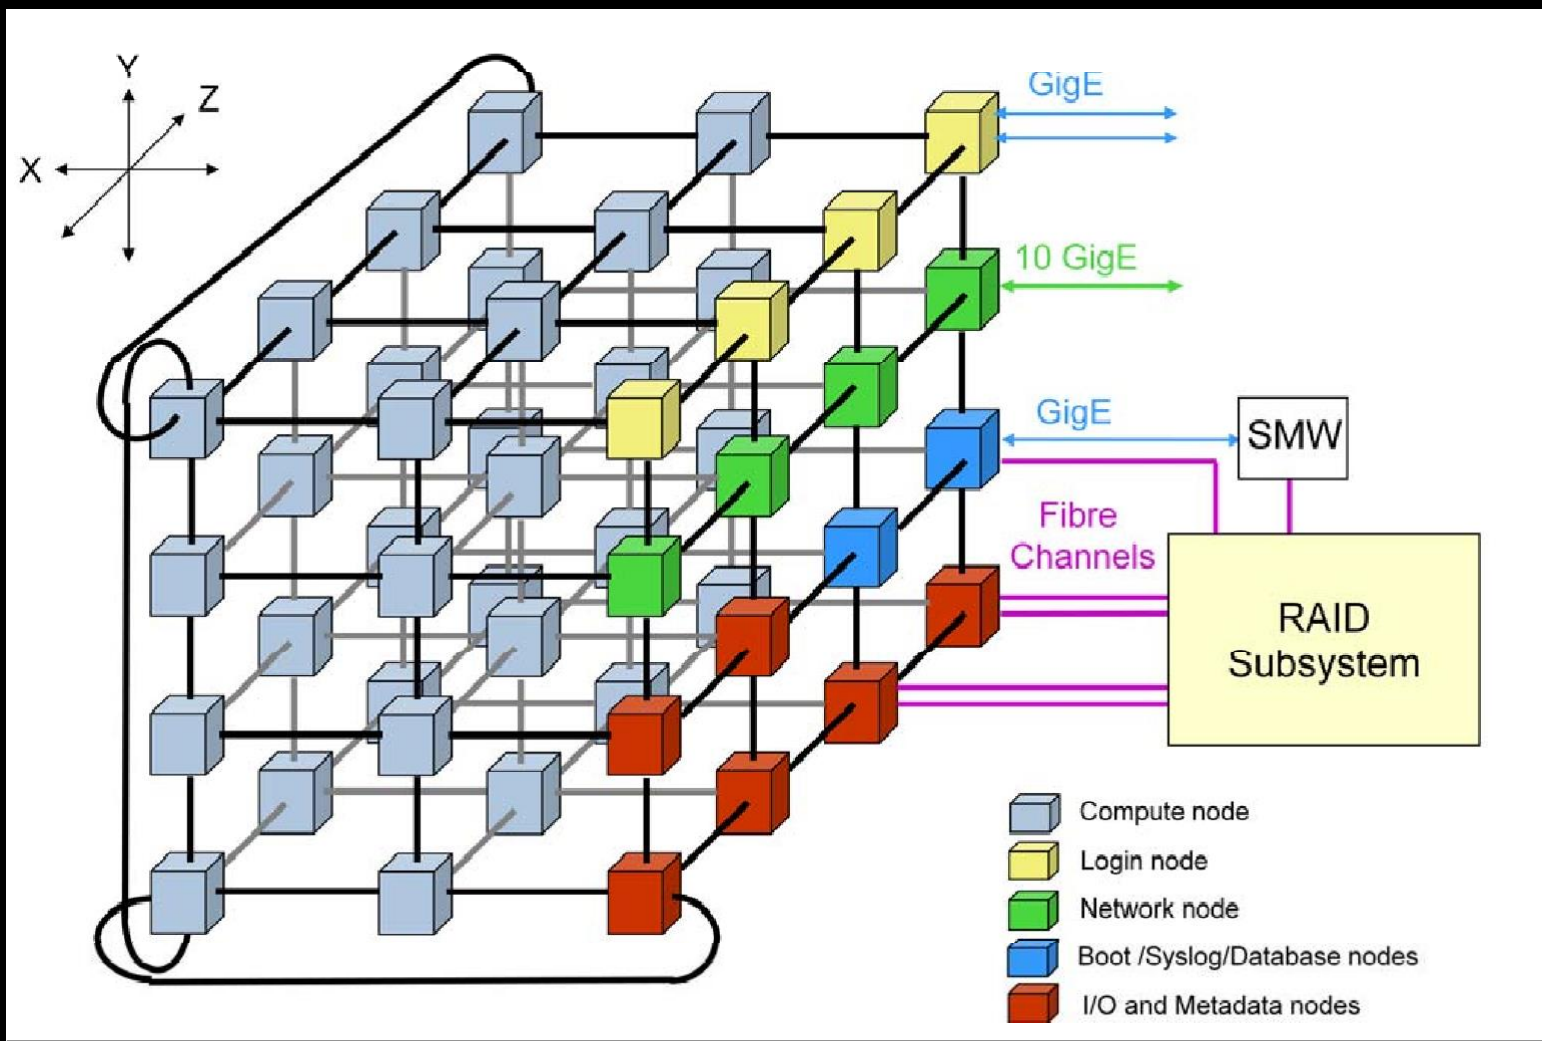 Y
Z
X
GigE
10 GigE
GigE
SMW
Fibre
Channels
RAID
Subsystem
Compute node
Login node
Network node
Boot /Syslog/Database nodes
I/O and Metadata nodes